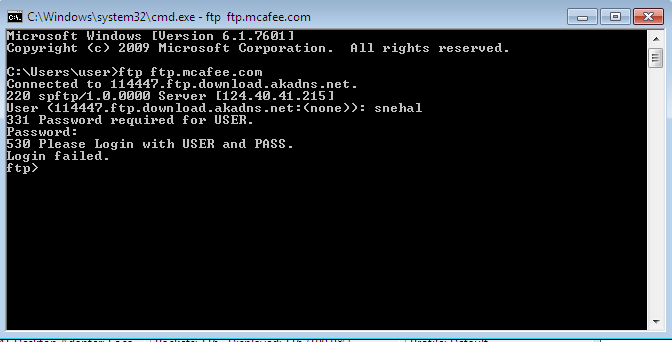 C:\Windows\system32\cmd.exe - ftp ftp.mcafee.com
Microsoft Windows [Version 6.1.7601]
Copyright (c) 2009 Microsoft Corporation.  All rights reserved.
C:\Users\user>ftp ftp.mcafee.com
Connected to 114447.ftp.download.akadns.net.
220 spftp/1.0.0000 Server [124.40.41.215]
User (114447.ftp.download.akadns.net:(none)): snehal
331 Password required for USER.
Password:
530 Please Login with USER and PASS.
Login failed.
ftp>